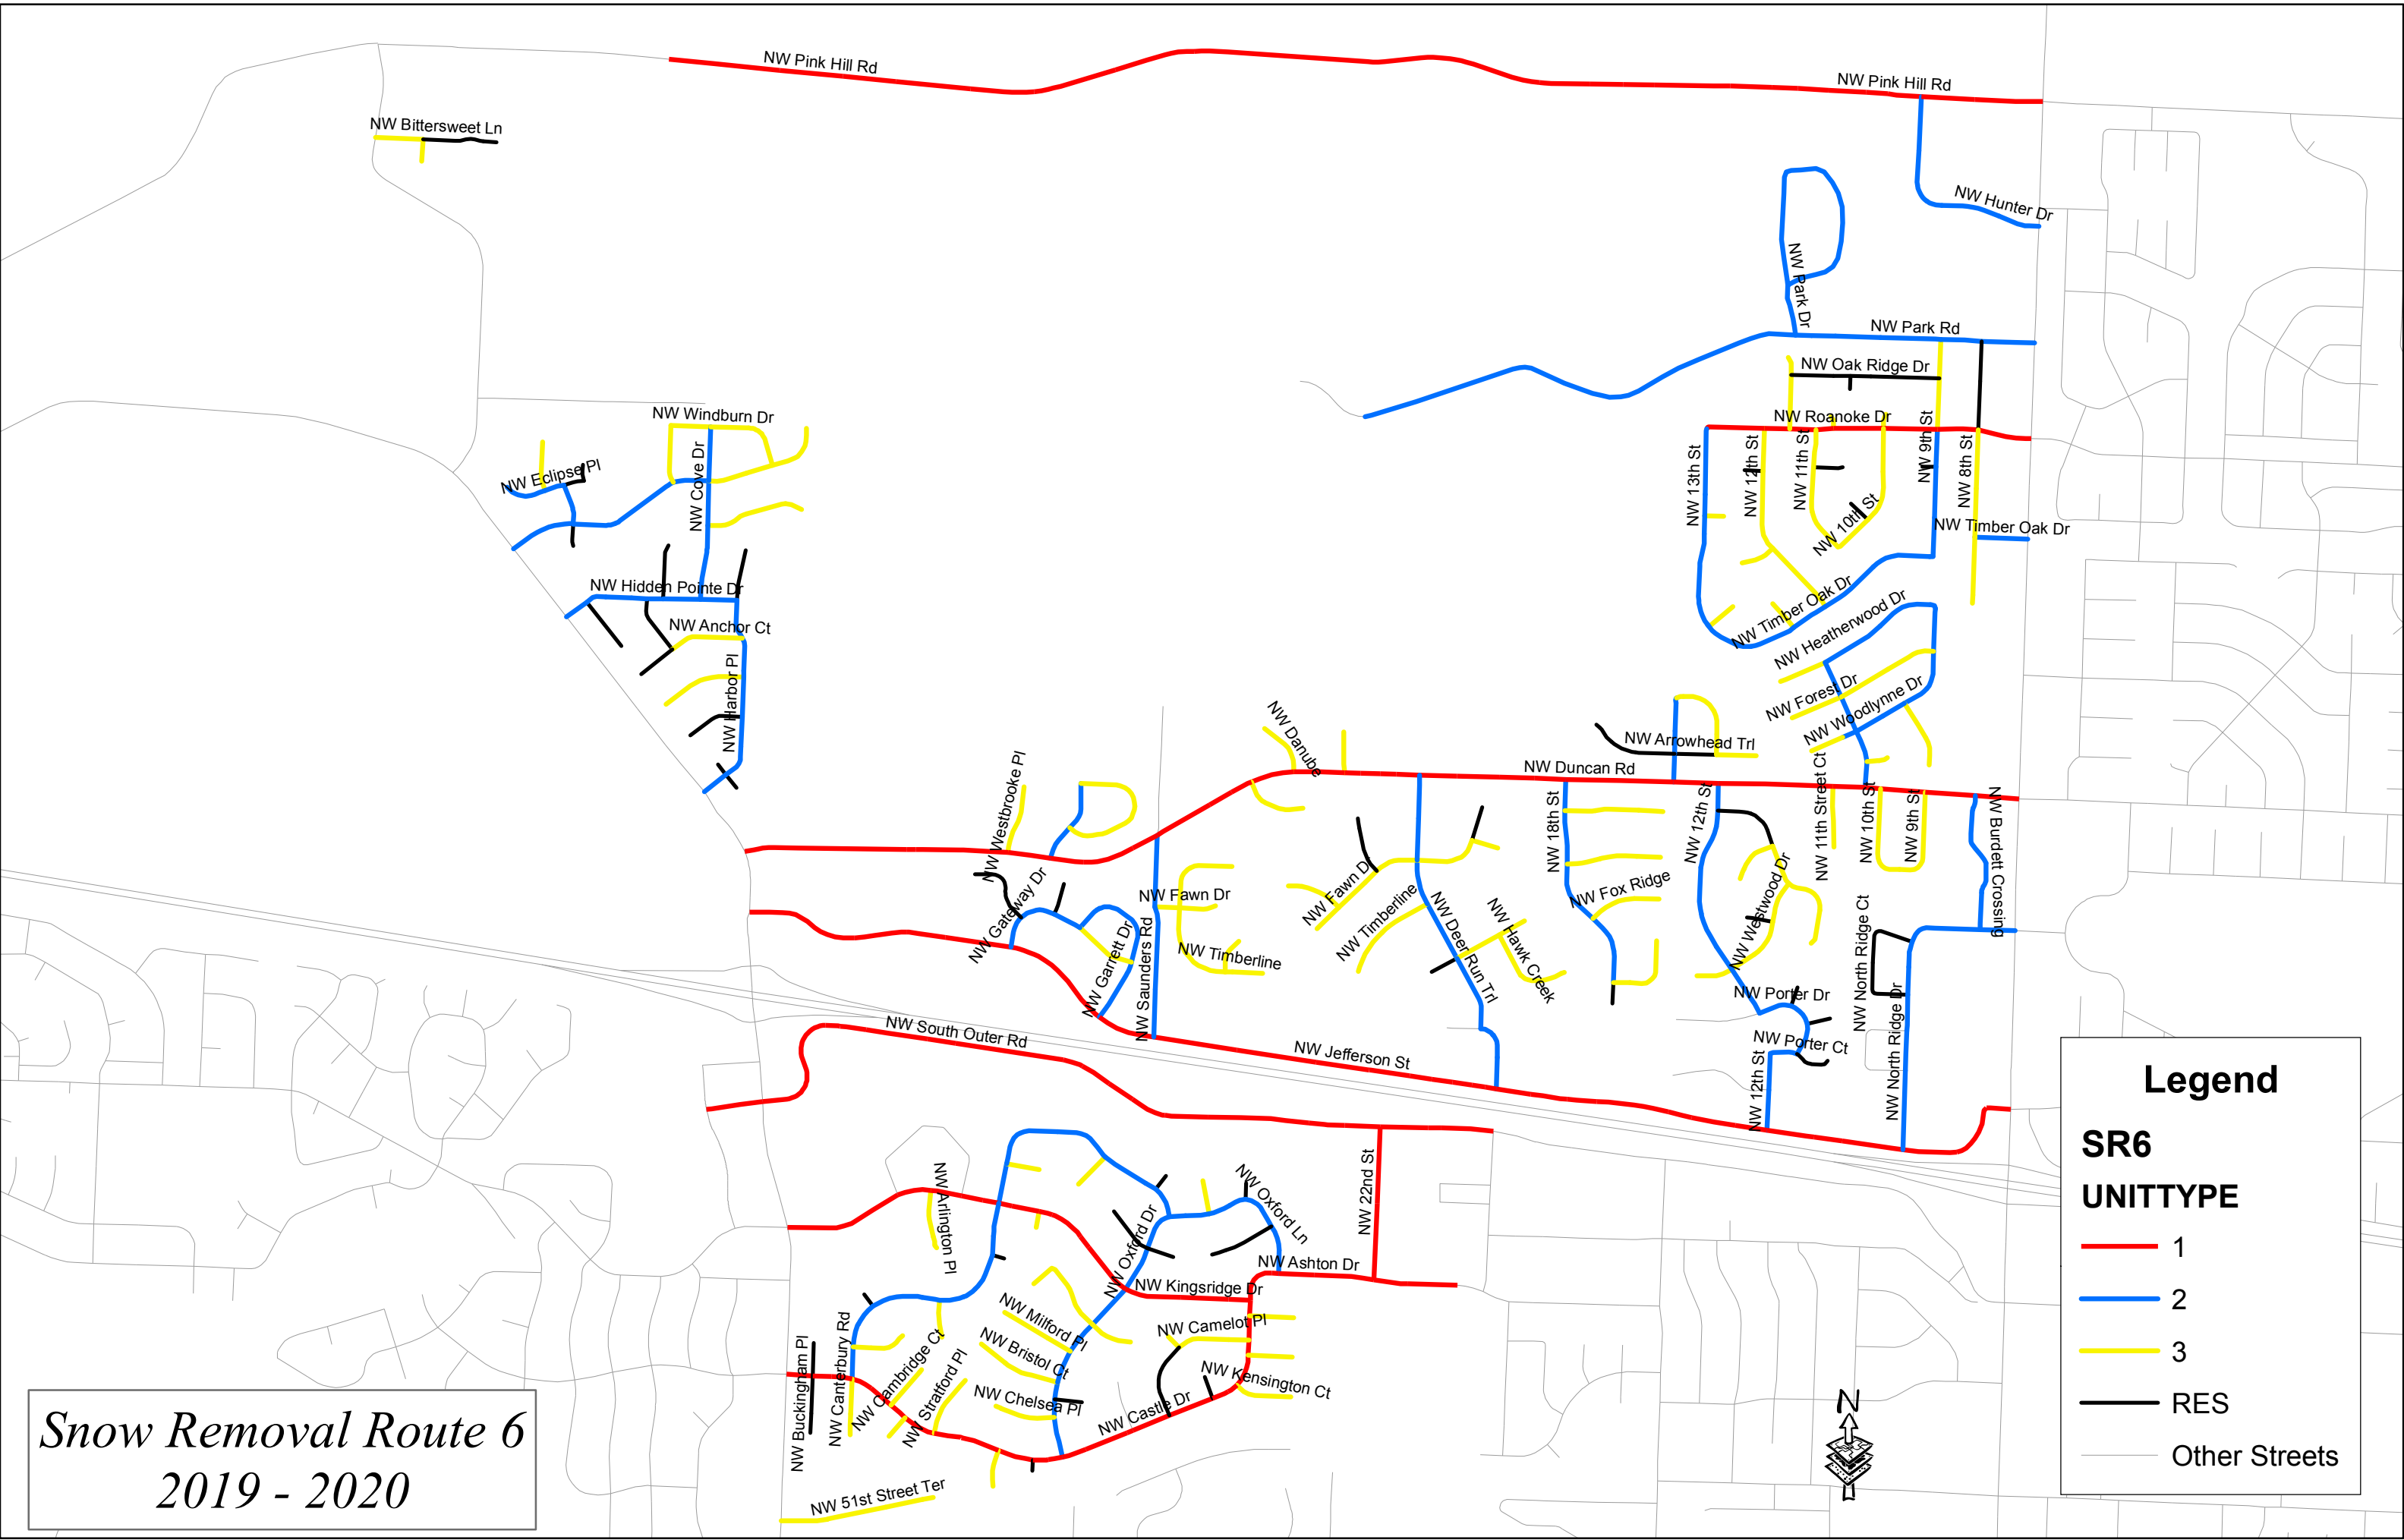 NW Pink Hill Rd
NW Pink Hill Rd
NW Bittersweet Ln
NW Hunter Dr
NW Park Dr
NW Park Rd
NW Oak Ridge Dr
NW Roanoke Dr
NW Windburn Dr
NW Eclipse Pl
NW Cove Dr
NW 13th St
NW 12th St
NW 11th St
NW 10th St
NW 9th St
NW 8th St
NW Timber Oak Dr
NW Hidden Pointe Dr
NW Anchor Ct
NW Harbor Pl
NW Timber Oak Dr
NW Heatherwood Dr
NW Forest Dr
NW Woodlynne Dr
NW Danube
NW Arrowhead Trl
NW Duncan Rd
NW Westbrooke Pl
NW 18th St
NW 12th St
NW 11th Street Ct
NW 10th St
NW 9th St
NW Burdett Crossing
NW Gateway Dr
NW Fawn Dr
NW Fawn Dr
NW Fox Ridge
NW Westwood Dr
NW Garrett Dr
NW Saunders Rd
NW Timberline
NW Timberline
NW Deer Run Trl
NW Hawk Creek
NW North Ridge Ct
NW Porter Dr
NW Porter Ct
NW North Ridge Dr
NW 12th St
NW South Outer Rd
NW Jefferson St
NW Arlington Pl
NW Oxford Dr
NW Oxford Ln
NW 22nd St
NW Ashton Dr
NW Kingsridge Dr
NW Milford Pl
NW Camelot Pl
NW Bristol Ct
NW Buckingham Pl
NW Canterbury Rd
NW Cambridge Ct
NW Stratford Pl
NW Chelsea Pl
NW Castle Dr
NW Kensington Ct
NW 51st Street Ter
Snow Removal Route 6
2019 - 2020
Legend
SR6
UNITTYPE
1
2
3
RES
Other Streets
N